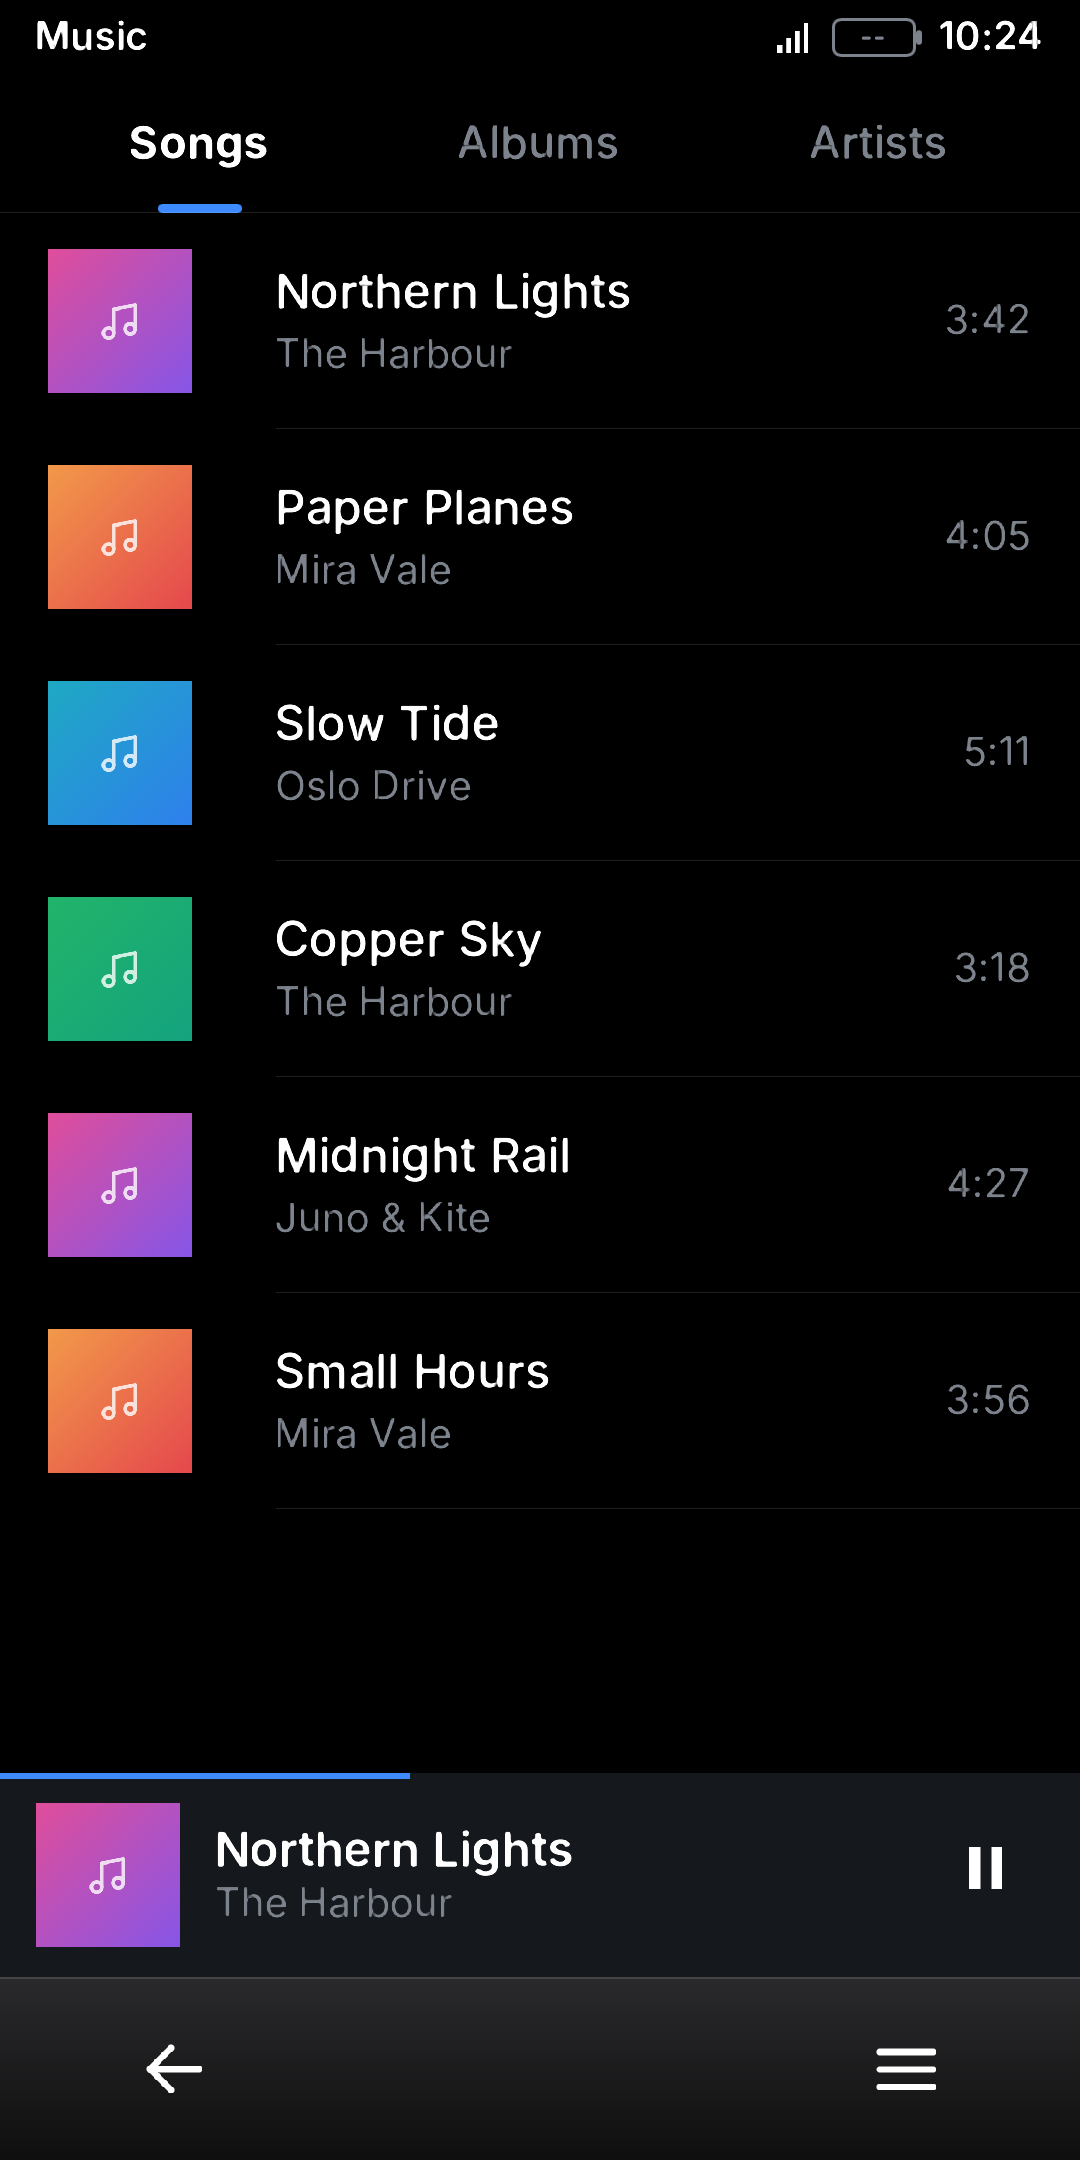 Music -- 10:24
Songs Albums Artists
Northern Lights
The Harbour
3:42
Paper Planes
Mira Vale
4:05
Slow Tide
Oslo Drive
5:11
Copper Sky
The Harbour
3:18
Midnight Rail
Juno & Kite
4:27
Small Hours
Mira Vale
3:56
Northern Lights
The Harbour